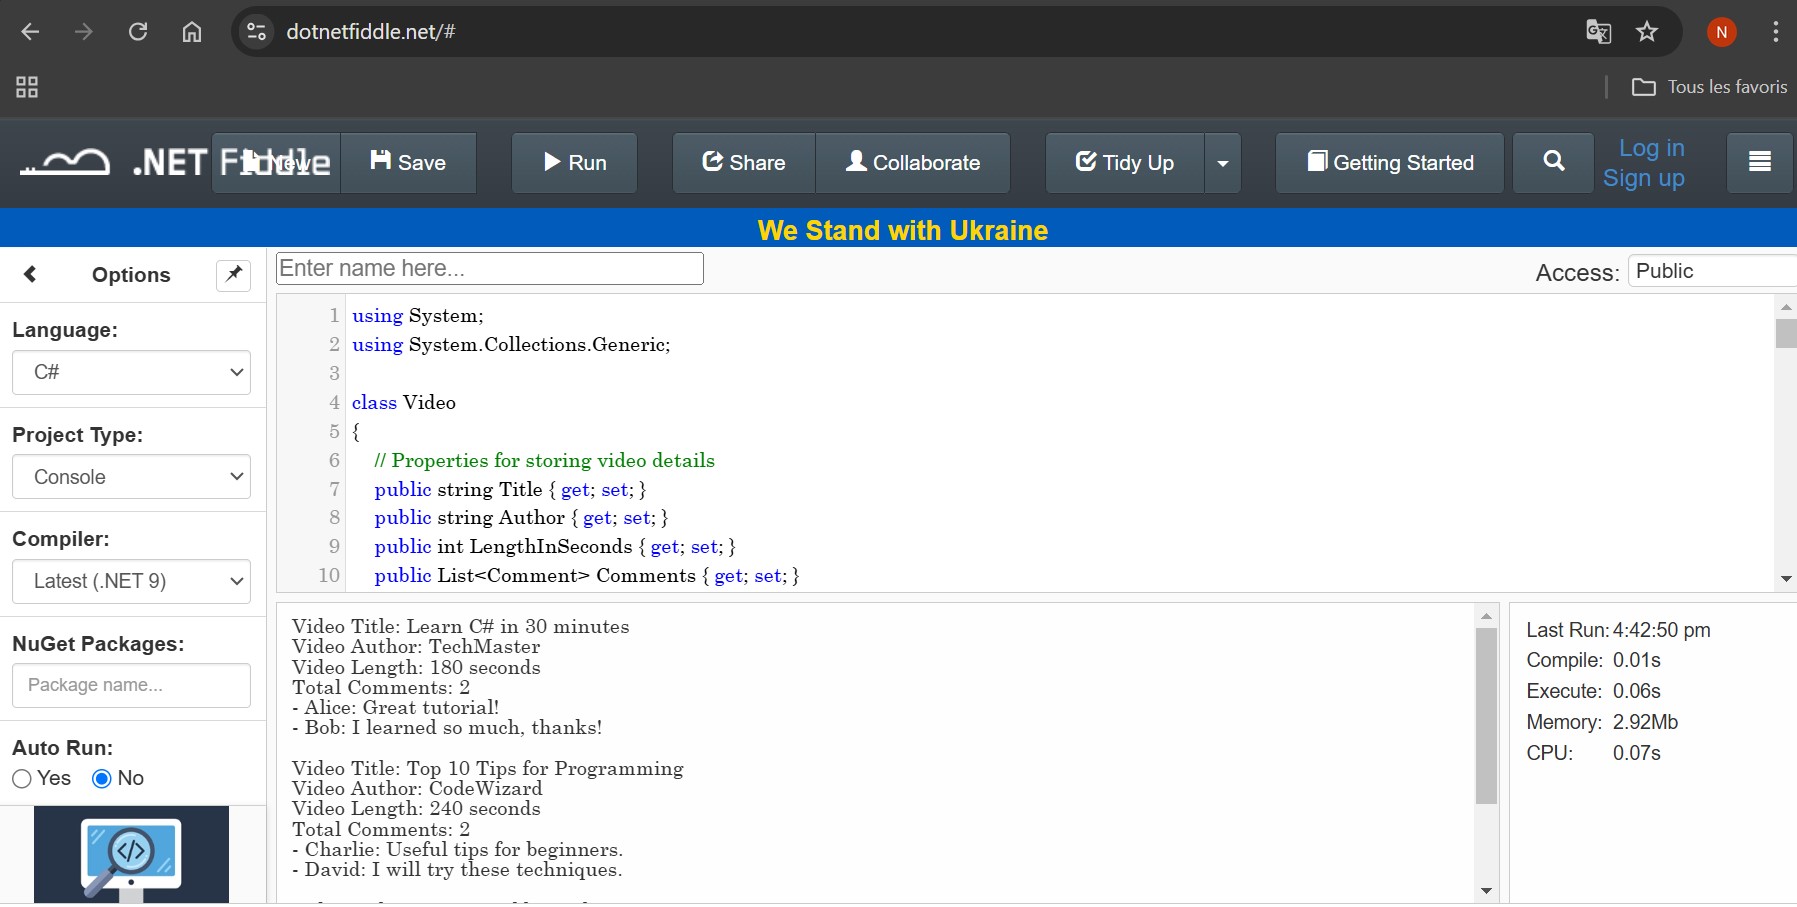 dotnetfiddle.net/#
N
Tous les favoris
.NET Fiddle
New
Save
Run
Share
Collaborate
Tidy Up
Getting Started
Log in
Sign up
We Stand with Ukraine
Options
Enter name here...
Access: Public
Language:
C#
Project Type:
Console
Compiler:
Latest (.NET 9)
NuGet Packages:
Package name...
Auto Run:
Yes No
</>
1 using System;
2 using System.Collections.Generic;
3
4 class Video
5 {
6 // Properties for storing video details
7 public string Title { get; set; }
8 public string Author { get; set; }
9 public int LengthInSeconds { get; set; }
10 public List<Comment> Comments { get; set; }
Video Title: Learn C# in 30 minutes
Video Author: TechMaster
Video Length: 180 seconds
Total Comments: 2
- Alice: Great tutorial!
- Bob: I learned so much, thanks!
Video Title: Top 10 Tips for Programming
Video Author: CodeWizard
Video Length: 240 seconds
Total Comments: 2
- Charlie: Useful tips for beginners.
- David: I will try these techniques.
Last Run: 4:42:50 pm
Compile: 0.01s
Execute: 0.06s
Memory: 2.92Mb
CPU: 0.07s